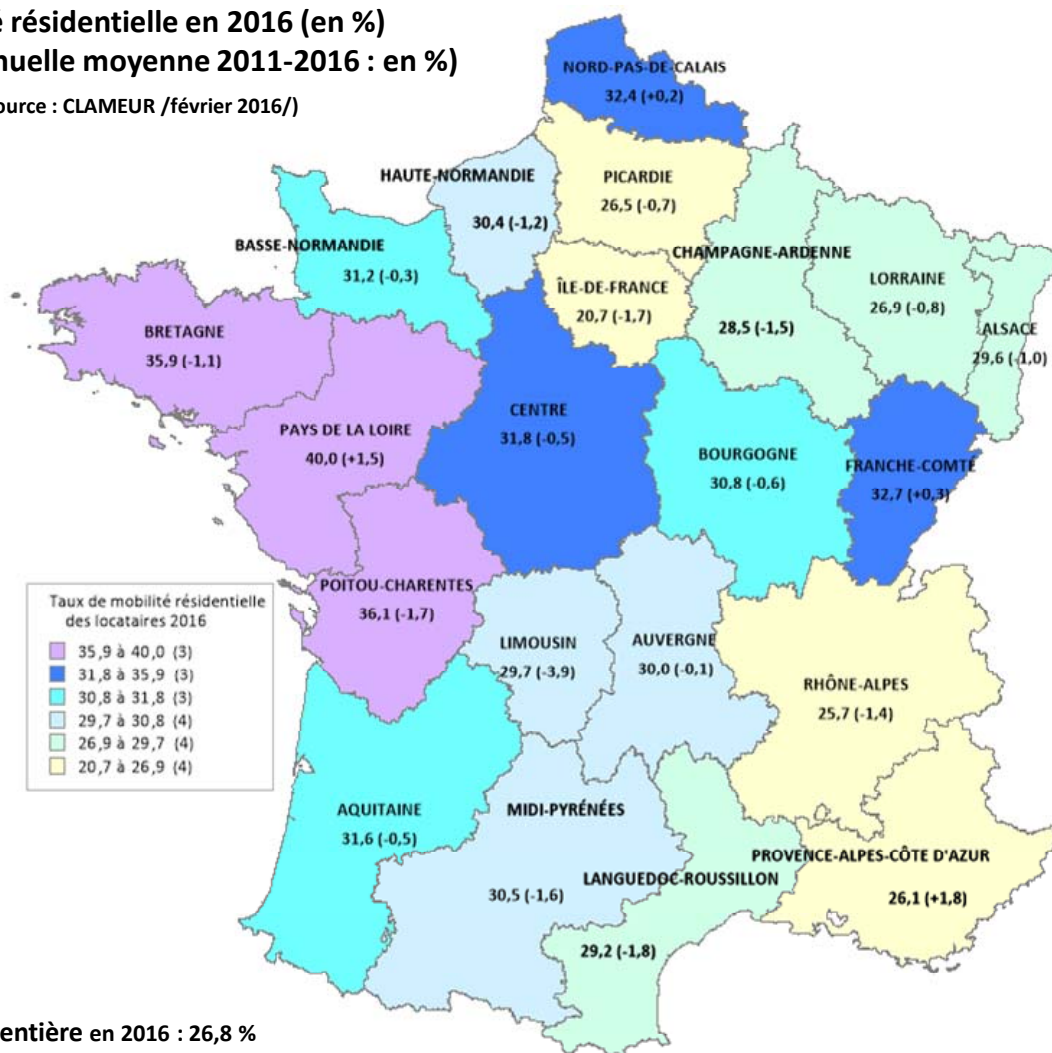 é résidentielle en 2016 (en %)
nuelle moyenne 2011-2016 : en %)
ource : CLAMEUR /février 2016/)
NORD-PAS-DE-CALAIS
32,4 (+0,2)
HAUTE-NORMANDIE
30,4 (-1,2)
PICARDIE
26,5 (-0,7)
BASSE-NORMANDIE
31,2 (-0,3)
CHAMPAGNE-ARDENNE
28,5 (-1,5)
LORRAINE
26,9 (-0,8)
ÎLE-DE-FRANCE
20,7 (-1,7)
ALSACE
29,6 (-1,0)
BRETAGNE
35,9 (-1,1)
PAYS DE LA LOIRE
40,0 (+1,5)
CENTRE
31,8 (-0,5)
BOURGOGNE
30,8 (-0,6)
FRANCHE-COMTÉ
32,7 (+0,3)
POITOU-CHARENTES
36,1 (-1,7)
LIMOUSIN
29,7 (-3,9)
AUVERGNE
30,0 (-0,1)
RHÔNE-ALPES
25,7 (-1,4)
Taux de mobilité résidentielle
des locataires 2016
35,9 à 40,0 (3)
31,8 à 35,9 (3)
30,8 à 31,8 (3)
29,7 à 30,8 (4)
26,9 à 29,7 (4)
20,7 à 26,9 (4)
AQUITAINE
31,6 (-0,5)
MIDI-PYRÉNÉES
30,5 (-1,6)
LANGUEDOC-ROUSSILLON
29,2 (-1,8)
PROVENCE-ALPES-CÔTE D'AZUR
26,1 (+1,8)
entière en 2016 : 26,8 %